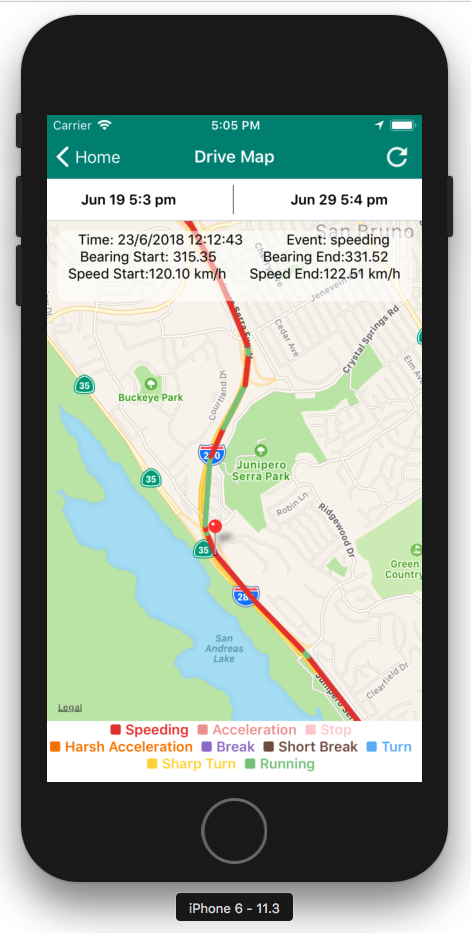 Carrier 5:05 PM
Home Drive Map
Jun 19 5:3 pm Jun 29 5:4 pm
San Bruno
Time: 23/6/2018 12:12:43 Event: speeding
Bearing Start: 315.35 Bearing End:331.52
Speed Start:120.10 km/h Speed End:122.51 km/h
Jenevein
Crystal Springs Rd
Cedar Ave
Elm Ave
35
Buckeye Park
Courtland Dr
Junipero
Serra Park
35
Robin Ln
Ridgewood Dr
35
Green
Country
San
Andreas
Lake
Clearfield Dr
Legal
Speeding Acceleration Stop
Harsh Acceleration Break Short Break Turn
Sharp Turn Running
iPhone 6 - 11.3